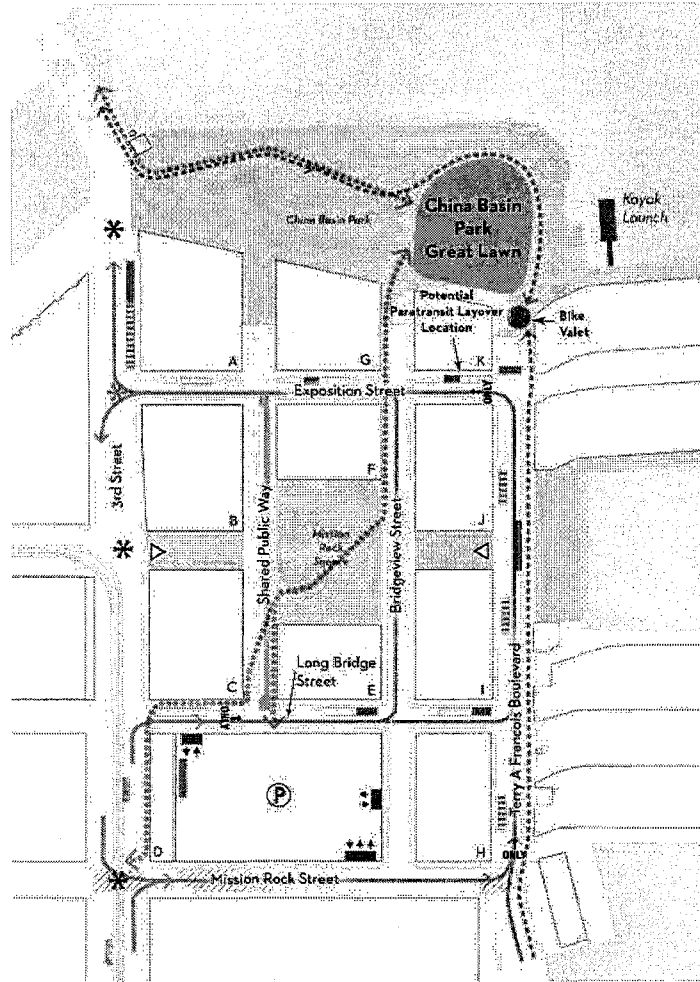 Kayak
Launch
China Basin
Park
Great Lawn
China Basin Park
Potential
Paratransit Layover
Location
Bike
Valet
A
G
K
Exposition Street
ONLY
3rd Street
F
B
J
Shared Public Way
Mission
Rock
Square
Bridgeview Street
Long Bridge
Street
C
E
I
ONLY
Terry A Francois Boulevard
P
D
H
ONLY
Mission Rock Street